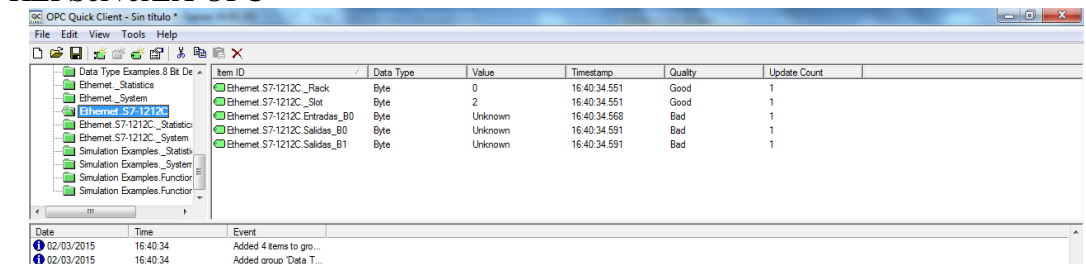 OPC Quick Client - Sin título *
File Edit View Tools Help
Data Type Examples.8 Bit De
Ethernet._Statistics
Ethernet._System
Ethernet.S7-1212C
Ethernet.S7-1212C._Statistic
Ethernet.S7-1212C._System
Simulation Examples._Statisti
Simulation Examples._System
Simulation Examples.Function
Simulation Examples.Function
Item ID Data Type Value Timestamp Quality Update Count
Ethernet.S7-1212C._Rack Byte 0 16:40:34.551 Good 1
Ethernet.S7-1212C._Slot Byte 2 16:40:34.551 Good 1
Ethernet.S7-1212C.Entradas_B0 Byte Unknown 16:40:34.568 Bad 1
Ethernet.S7-1212C.Salidas_B0 Byte Unknown 16:40:34.591 Bad 1
Ethernet.S7-1212C.Salidas_B1 Byte Unknown 16:40:34.591 Bad 1
Date Time Event
02/03/2015 16:40:34 Added 4 items to gro...
02/03/2015 16:40:34 Added group 'Data T...